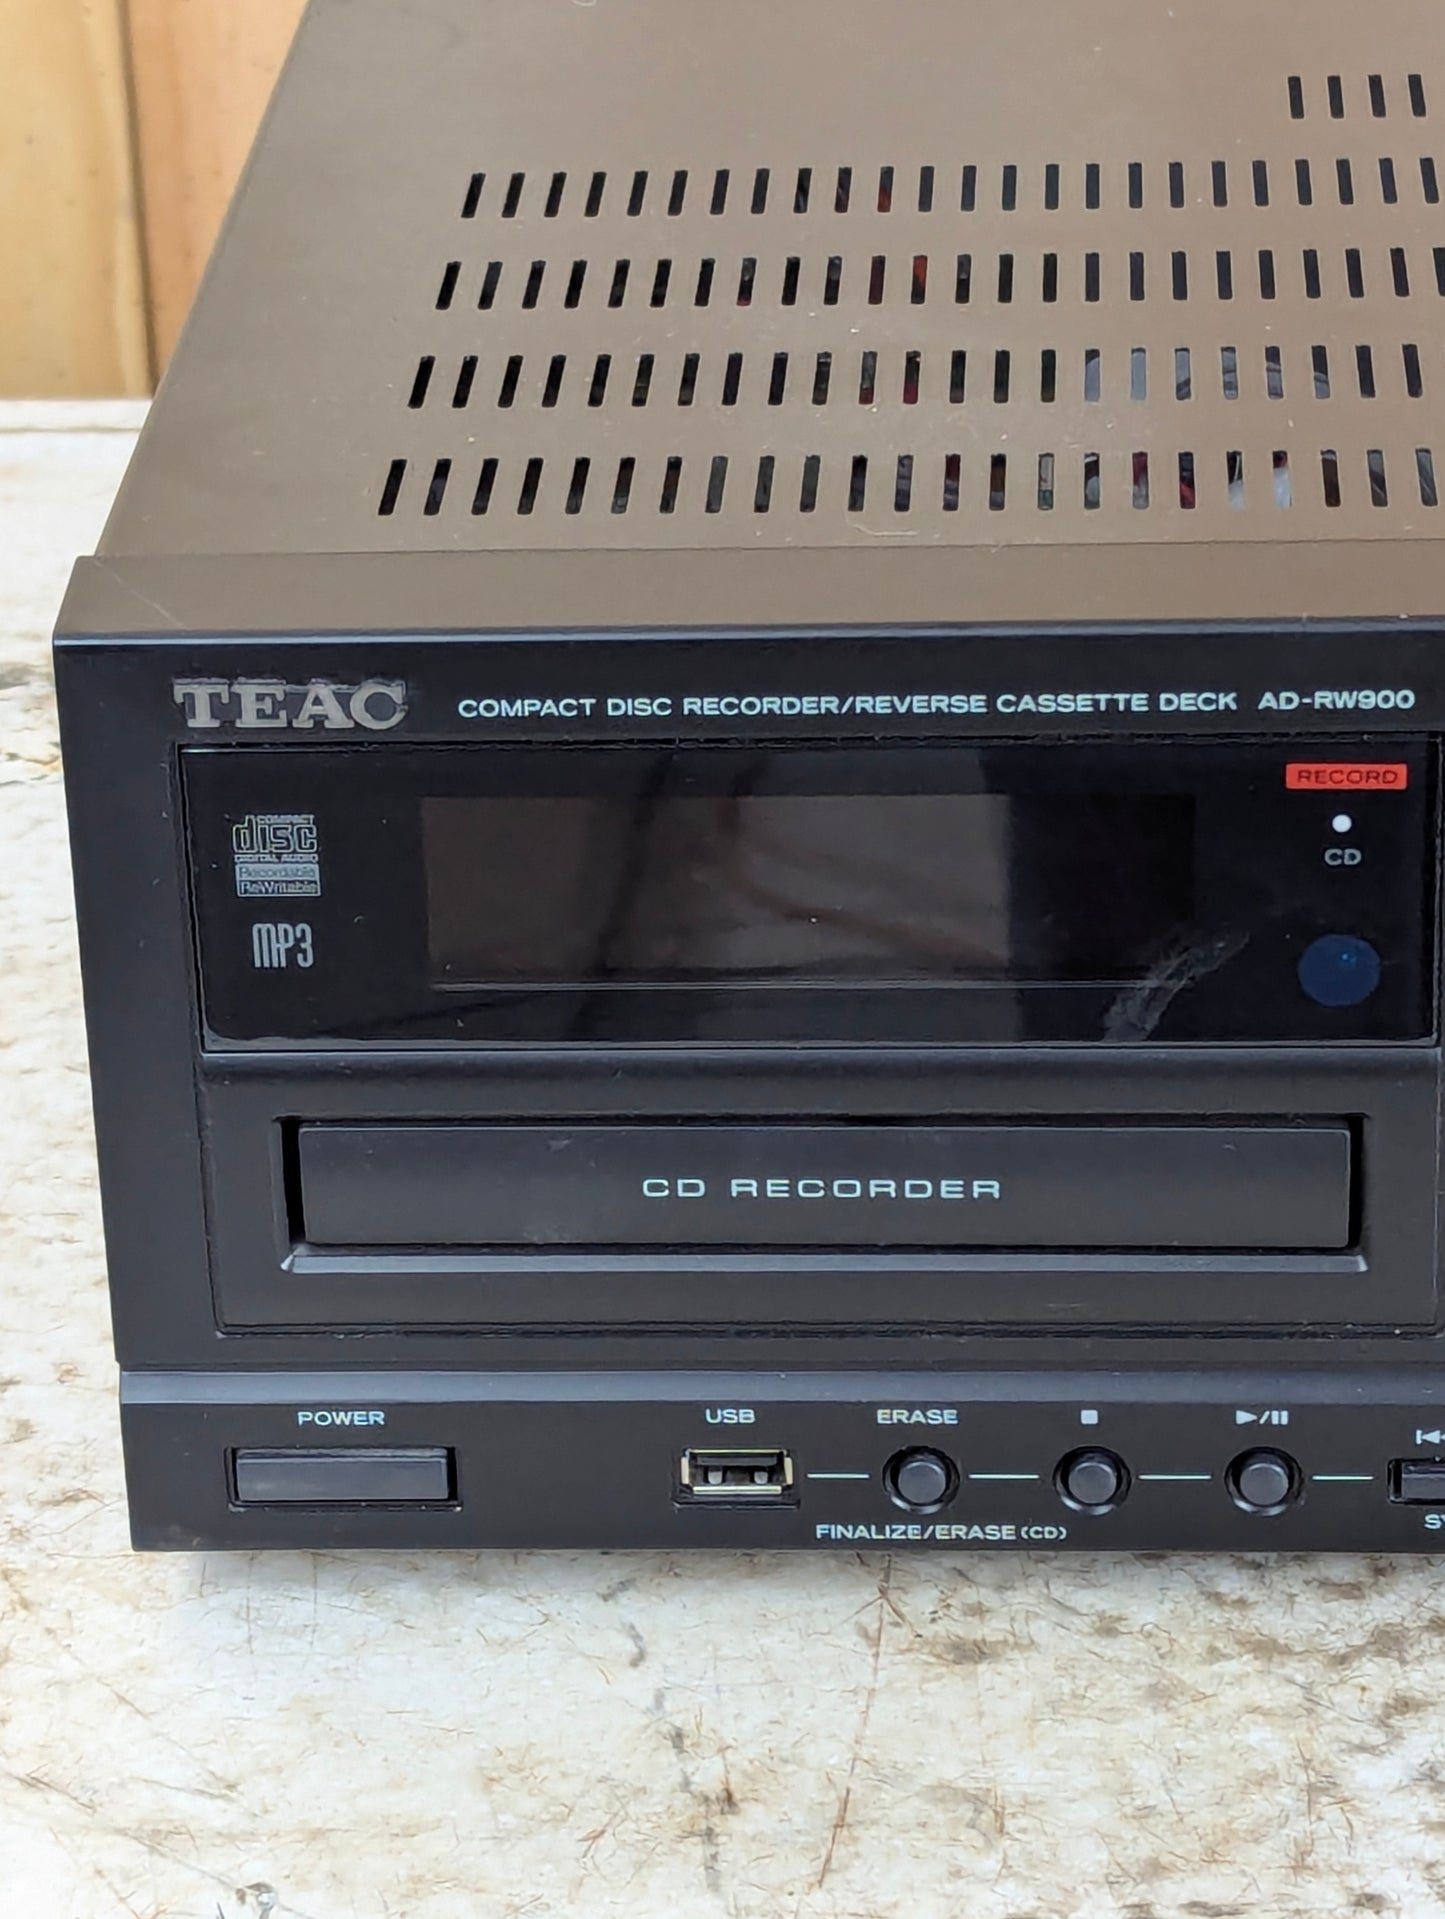 TEAC COMPACT DISC RECORDER/REVERSE CASSETTE DECK AD-RW900
RECORD
CD
COMPACT
disc
DIGITAL AUDIO
Recordable
ReWritable
MP3
CD RECORDER
POWER
USB
ERASE
FINALIZE/ERASE (CD)
SY